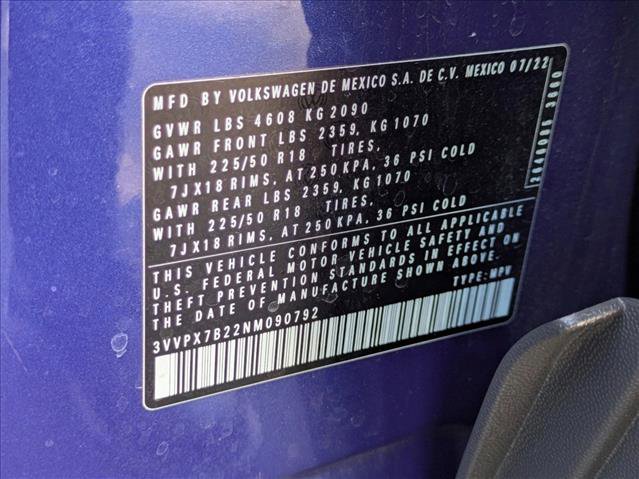 MFD BY VOLKSWAGEN DE MEXICO S.A. DE C.V. MEXICO 07/22
GVWR LBS 4608 KG 2090
GAWR FRONT LBS 2359, KG 1070
WITH 225/50 R18 TIRES,
7JX18 RIMS, AT 250 KPA, 36 PSI COLD
GAWR REAR LBS 2359, KG 1070
WITH 225/50 R18 TIRES,
7JX18 RIMS, AT 250 KPA, 36 PSI COLD
THIS VEHICLE CONFORMS TO ALL APPLICABLE
U.S. FEDERAL MOTOR VEHICLE SAFETY AND
THEFT PREVENTION STANDARDS IN EFFECT ON
THE DATE OF MANUFACTURE SHOWN ABOVE.
TYPE: MPV
3VVPX7B22NM090792